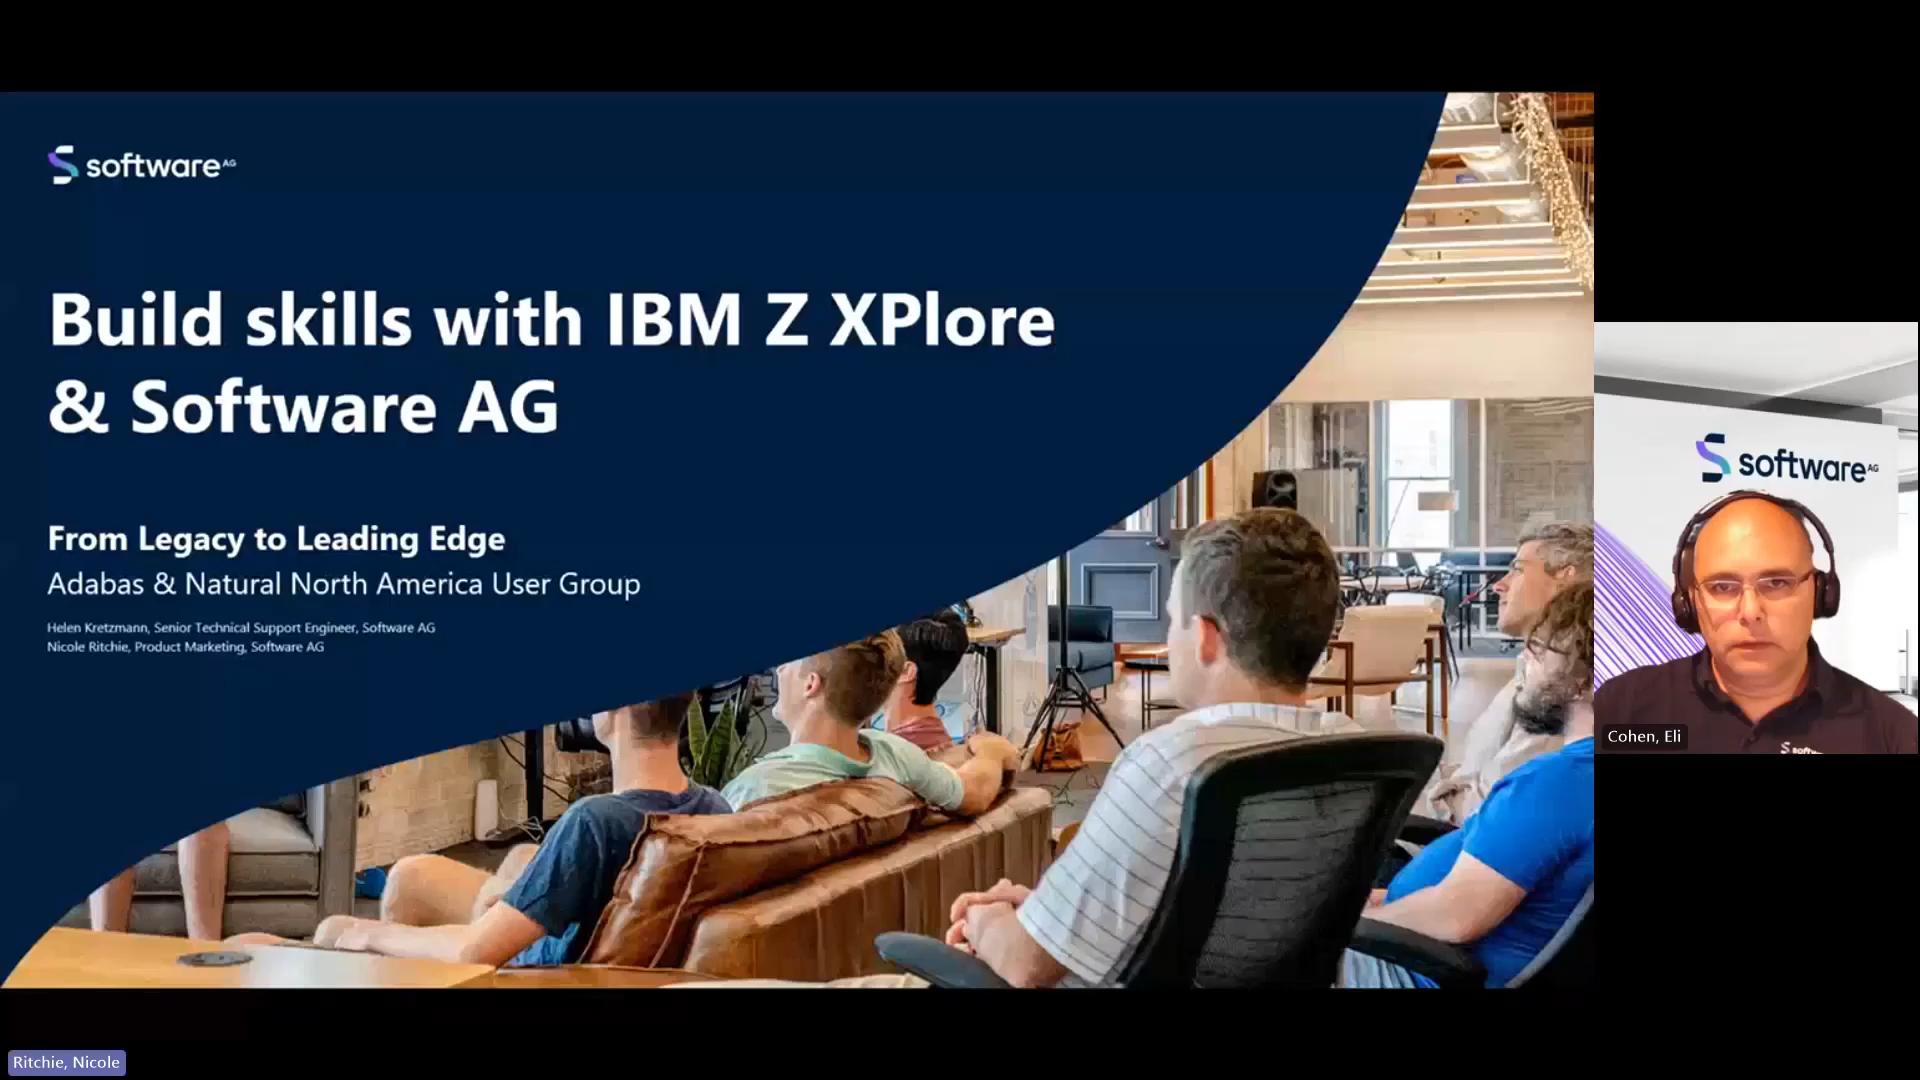 software AG
Build skills with IBM Z XPlore
& Software AG
From Legacy to Leading Edge
Adabas & Natural North America User Group
Helen Kretzmann, Senior Technical Support Engineer, Software AG
Nicole Ritchie, Product Marketing, Software AG
software AG
Cohen, Eli
Ritchie, Nicole